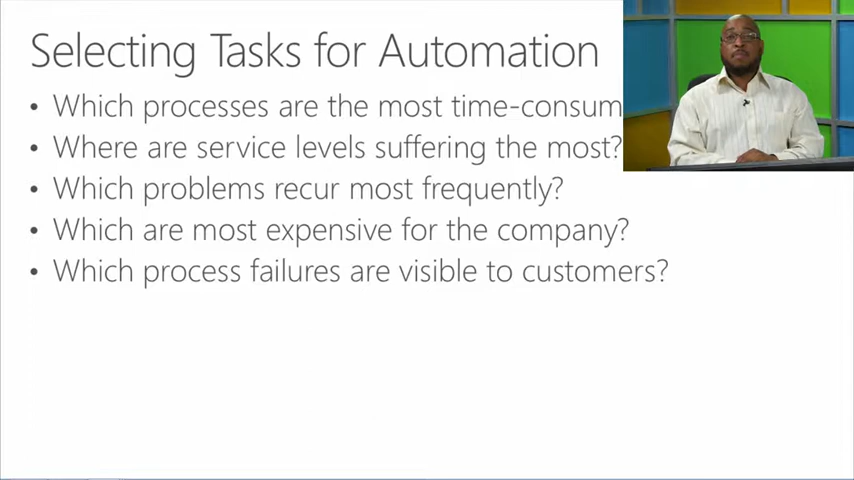 Selecting Tasks for Automation
• Which processes are the most time-consum
• Where are service levels suffering the most?
• Which problems recur most frequently?
• Which are most expensive for the company?
• Which process failures are visible to customers?